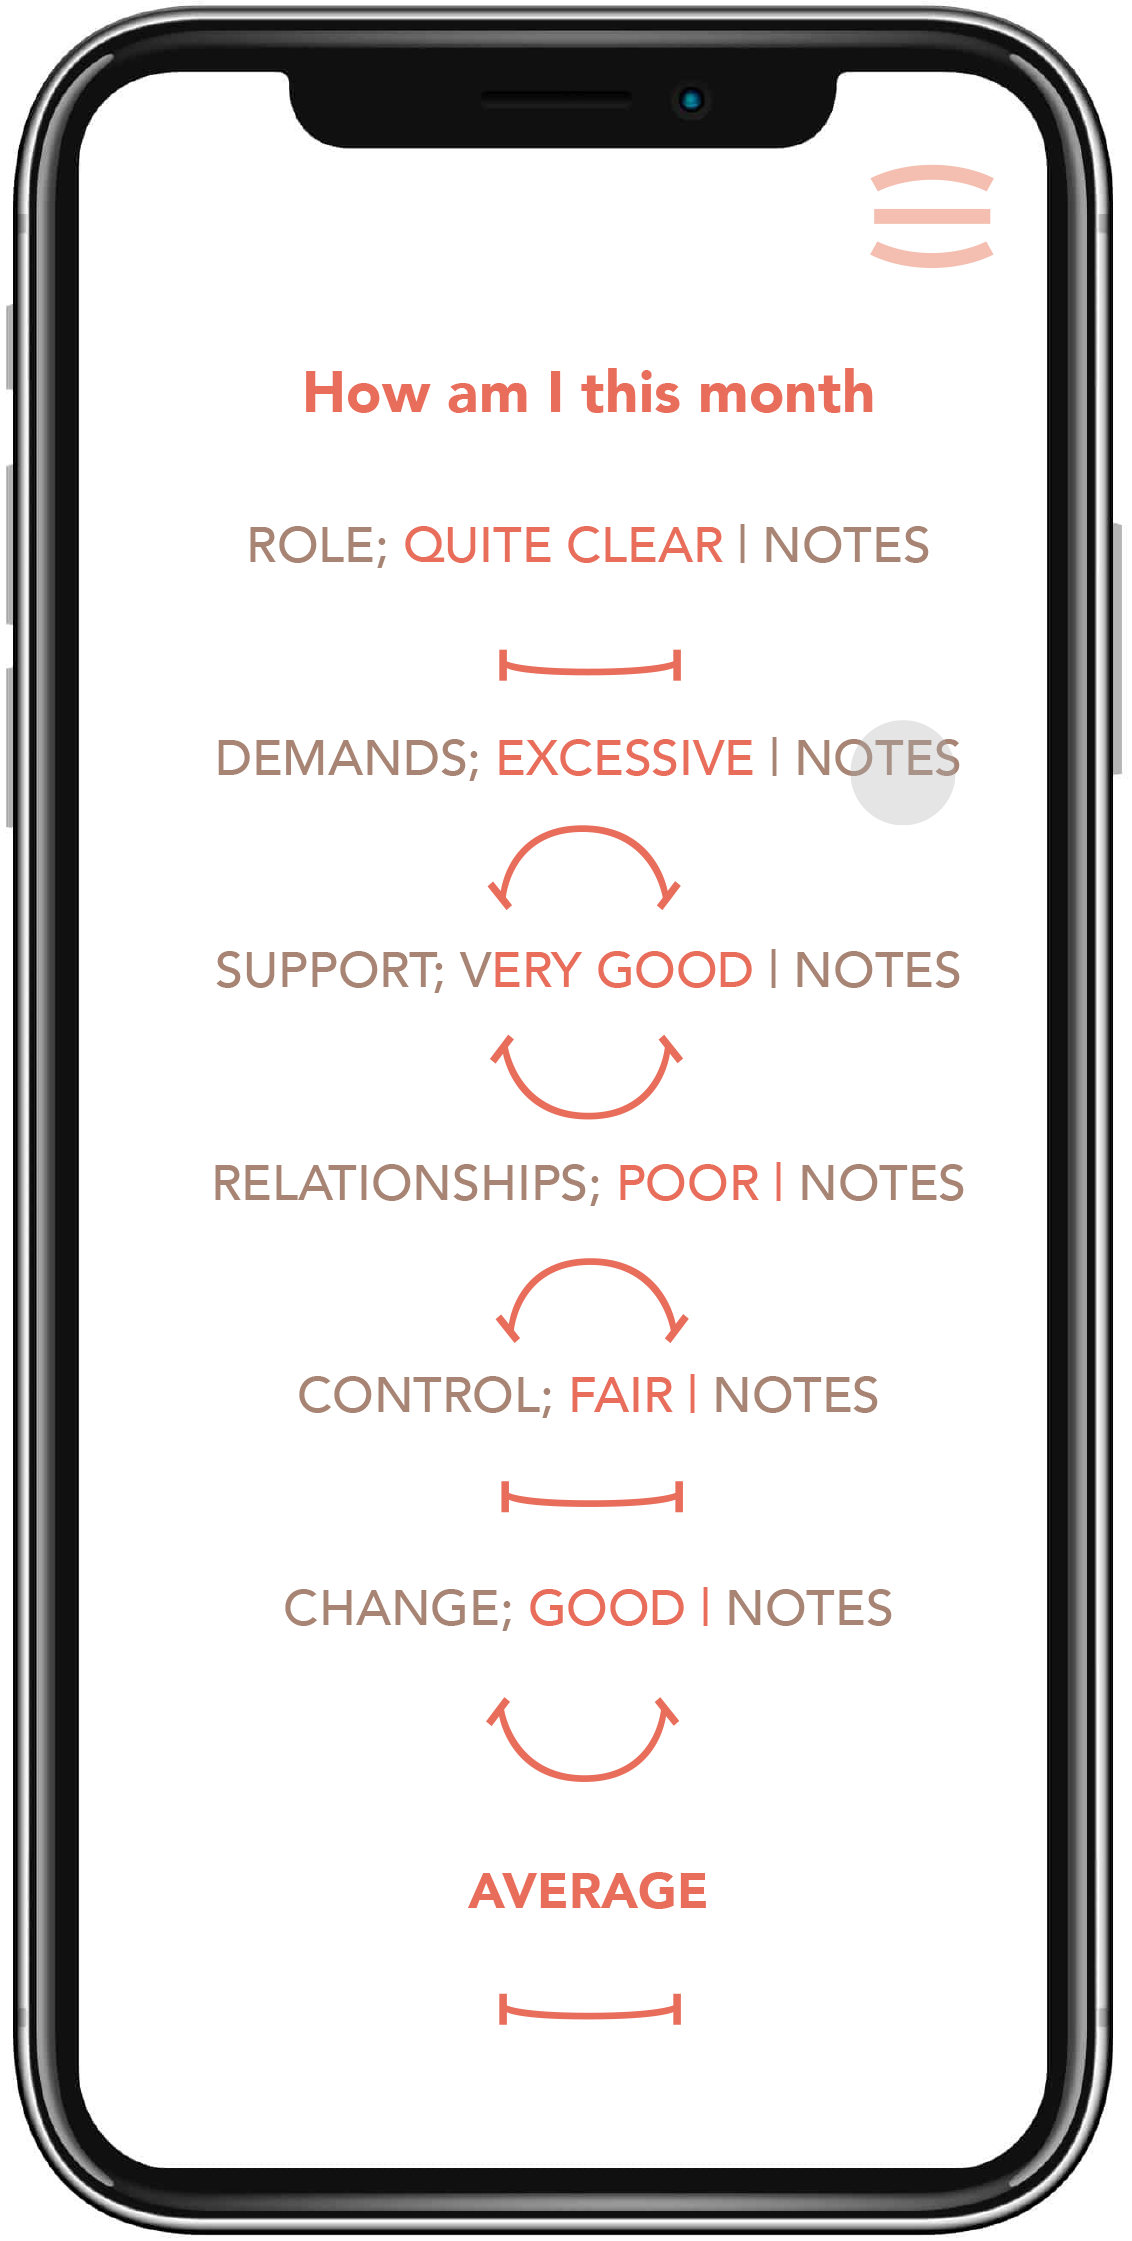 How am I this month
ROLE; QUITE CLEAR | NOTES
DEMANDS; EXCESSIVE | NOTES
SUPPORT; VERY GOOD | NOTES
RELATIONSHIPS; POOR | NOTES
CONTROL; FAIR | NOTES
CHANGE; GOOD | NOTES
AVERAGE